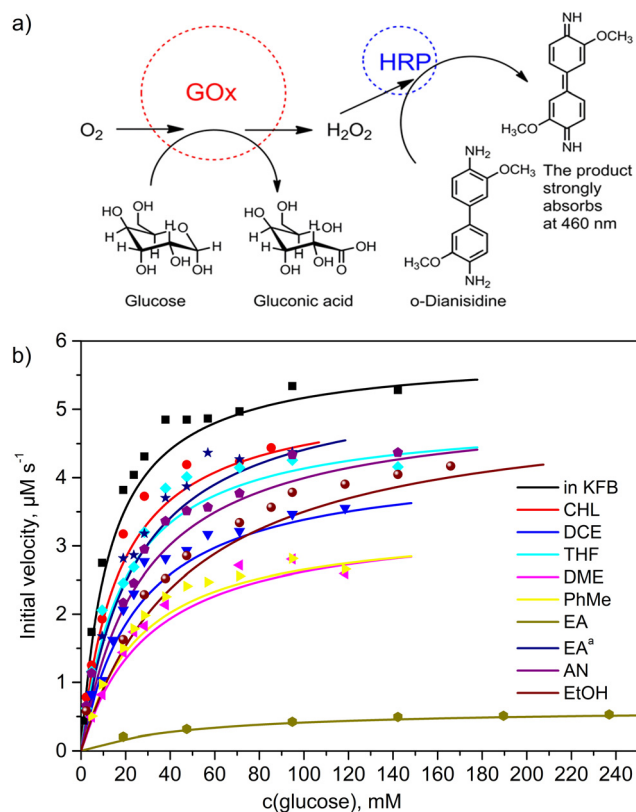 a)
GOx
HRP
O2
H2O2
NH
OCH3
H3CO
NH
NH2
OCH3
H3CO
NH2
The product
strongly
absorbs
at 460 nm
OH
HO
H
H
HO
H
H
OH
OH
OH
HO
H
HO
H
H
OH
OH
OH
O
Glucose
Gluconic acid
o-Dianisidine
b)
Initial velocity, µM s-1
6
5
4
3
2
1
0
in KFB
CHL
DCE
THF
DME
PhMe
EA
EAa
AN
EtOH
0 20 40 60 80 100 120 140 160 180 200 220 240
c(glucose), mM